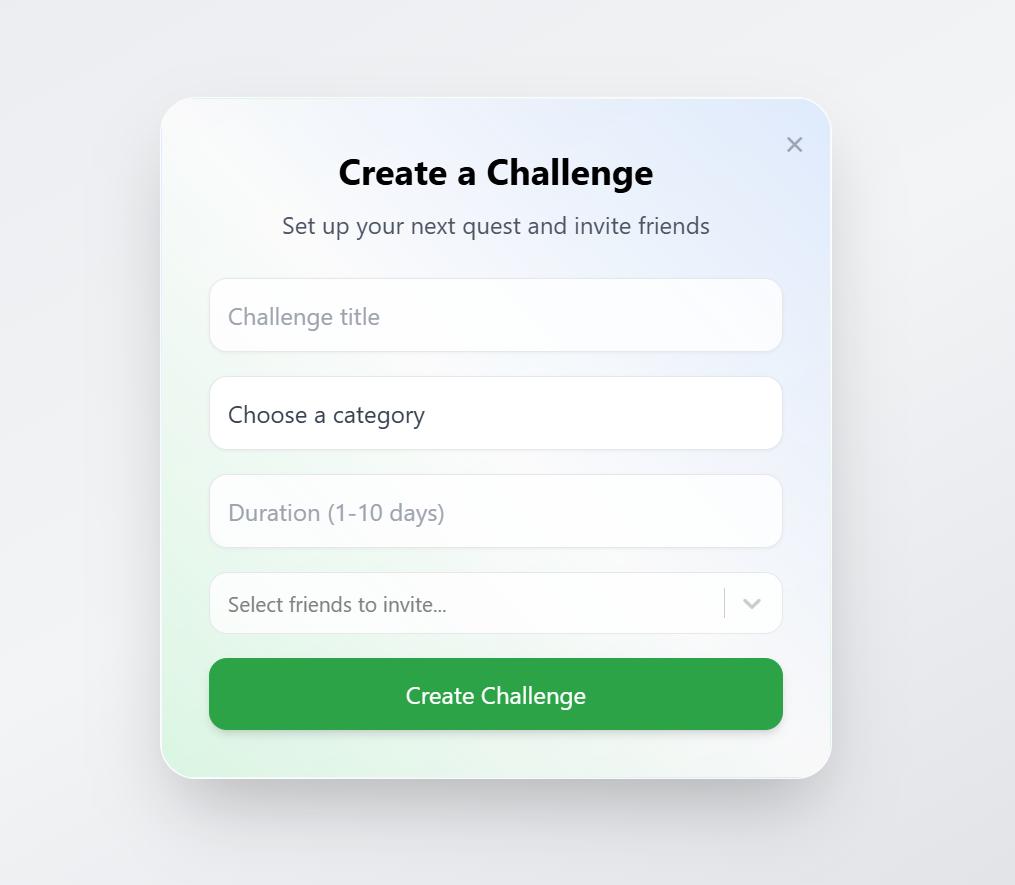 Create a Challenge
Set up your next quest and invite friends
Challenge title
Choose a category
Duration (1-10 days)
Select friends to invite...
Create Challenge